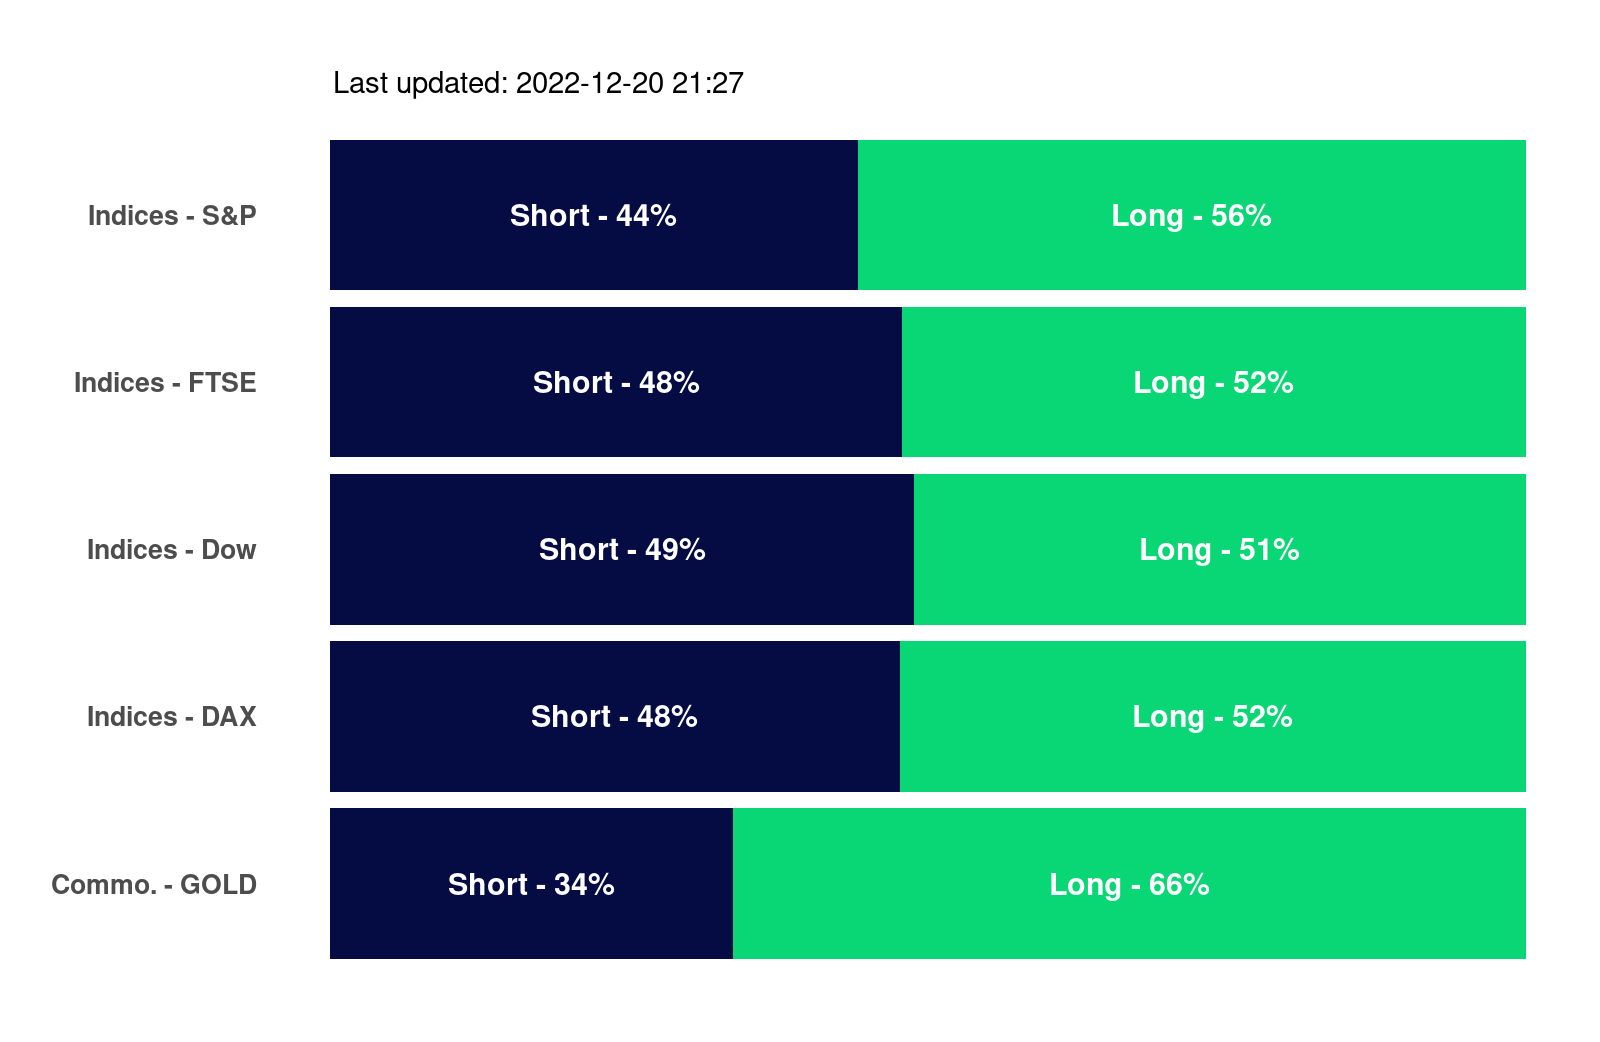 Last updated: 2022-12-20 21:27
Indices - S&P Short - 44% Long - 56%
Indices - FTSE Short - 48% Long - 52%
Indices - Dow Short - 49% Long - 51%
Indices - DAX Short - 48% Long - 52%
Commo. - GOLD Short - 34% Long - 66%